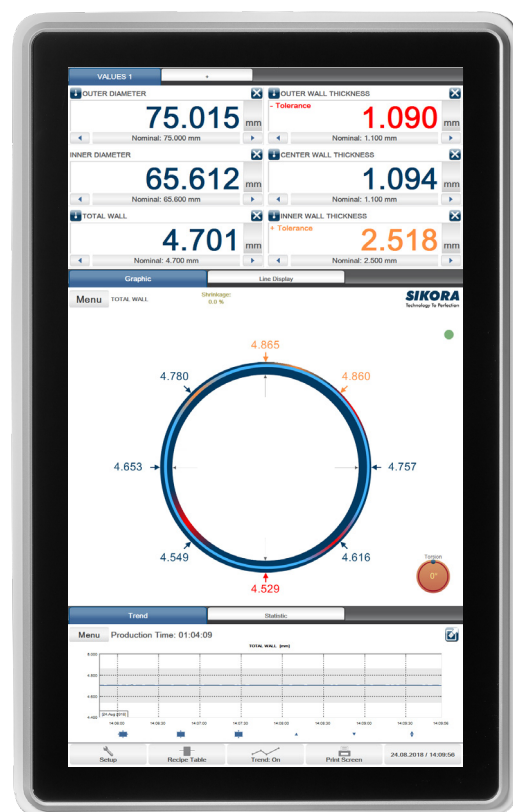 VALUES 1 +
OUTER DIAMETER
75.015 mm
Nominal: 75.000 mm
OUTER WALL THICKNESS
- Tolerance
1.090 mm
Nominal: 1.100 mm
INNER DIAMETER
65.612 mm
Nominal: 65.600 mm
CENTER WALL THICKNESS
1.094 mm
Nominal: 1.100 mm
TOTAL WALL
4.701 mm
Nominal: 4.700 mm
INNER WALL THICKNESS
+ Tolerance
2.518 mm
Nominal: 2.500 mm
Graphic Line Display
Menu TOTAL WALL
Shrinkage:
0.0 %
SIKORA
Technology To Perfection
4.865
4.780 4.860
4.653 4.757
4.549 4.616
4.529
Torsion
0°
Trend Statistic
Menu Production Time: 01:04:09
TOTAL WALL [mm]
24.Aug.2018
Setup Recipe Table Trend: On Print Screen 24.08.2018 / 14:09:56